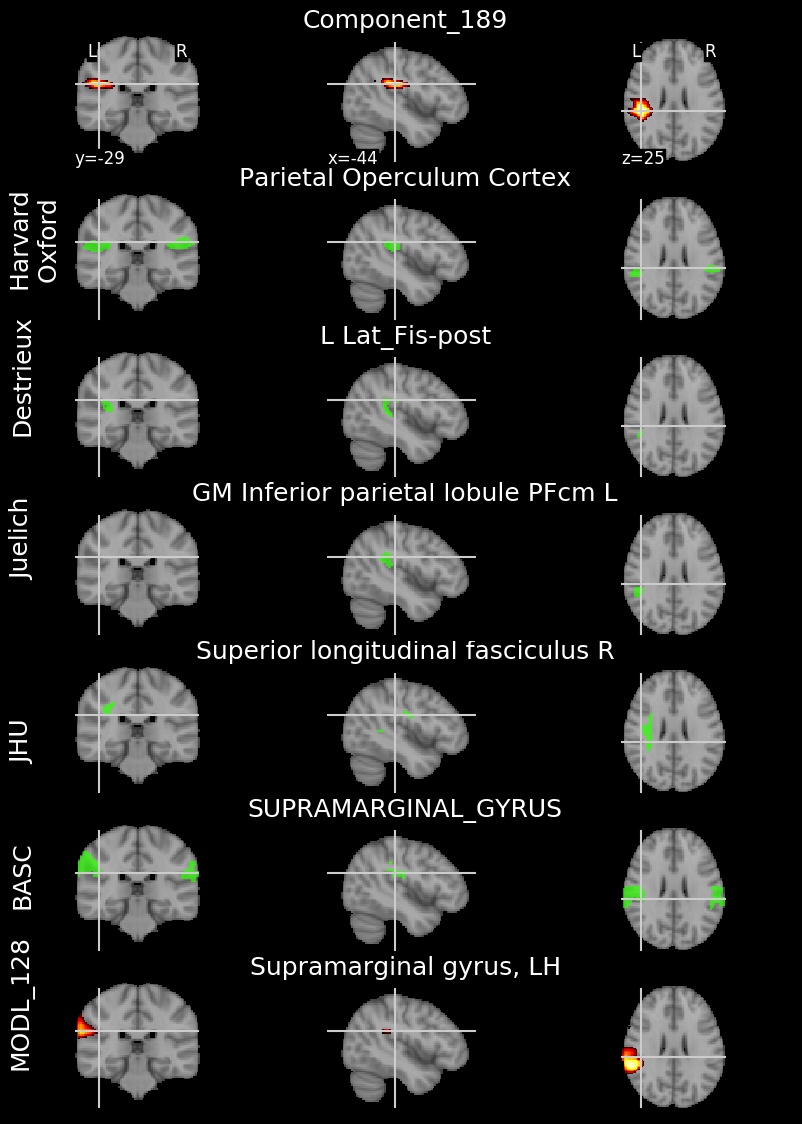 Component_189
L R
L R
y=-29
x=-44
z=25
Parietal Operculum Cortex
Harvard
Oxford
L Lat_Fis-post
Destrieux
GM Inferior parietal lobule PFcm L
Juelich
Superior longitudinal fasciculus R
JHU
SUPRAMARGINAL_GYRUS
BASC
Supramarginal gyrus, LH
MODL_128